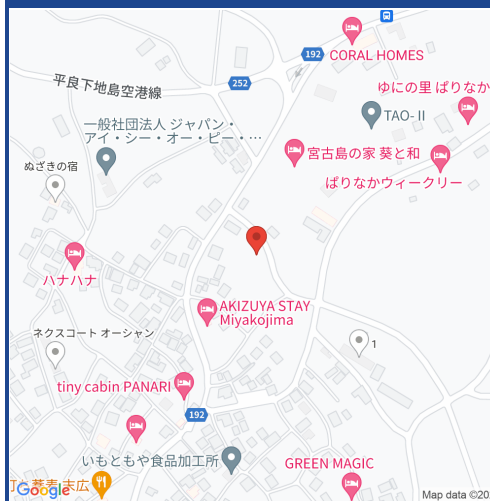 192
CORAL HOMES
平良下地島空港線
252
ゆにの里 ぱりなか
TAO-Ⅱ
一般社団法人 ジャパン・
アイ・シー・オー・ピー・…
宮古島の家 葵と和
ぬざきの宿
ぱりなかウィークリー
ハナハナ
AKIZUYA STAY
Miyakojima
ネクスコート オーシャン
1
tiny cabin PANARI
192
いもともや食品加工所
蕎麦 末広
Google
GREEN MAGIC
Map data ©20